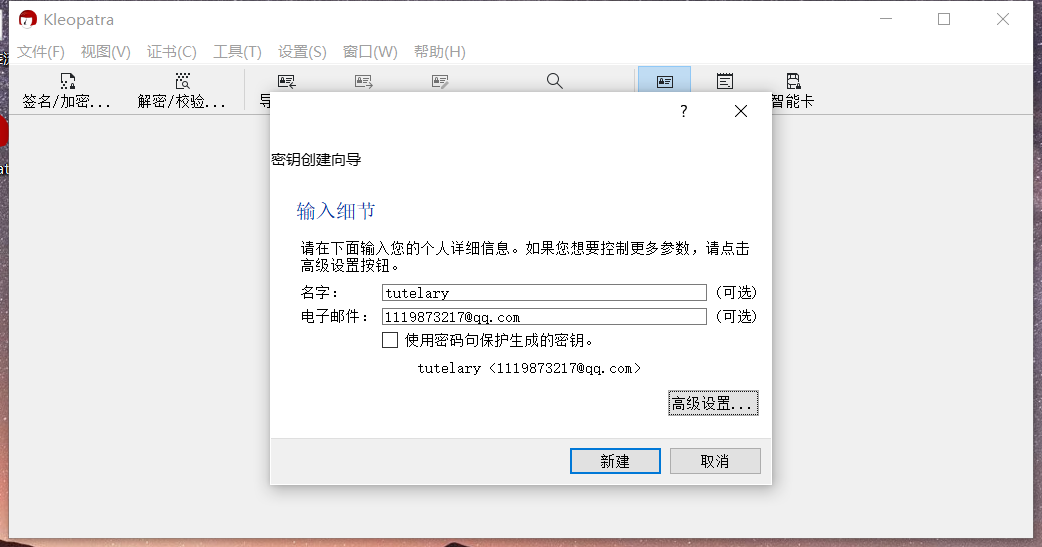 Kleopatra
文件(F) 视图(V) 证书(C) 工具(T) 设置(S) 窗口(W) 帮助(H)
签名/加密... 解密/校验... 导 智能卡
?
密钥创建向导
输入细节
请在下面输入您的个人详细信息。如果您想要控制更多参数，请点击
高级设置按钮。
名字： tutelary (可选)
电子邮件： 1119873217@qq.com (可选)
使用密码句保护生成的密钥。
tutelary <1119873217@qq.com>
高级设置...
新建 取消